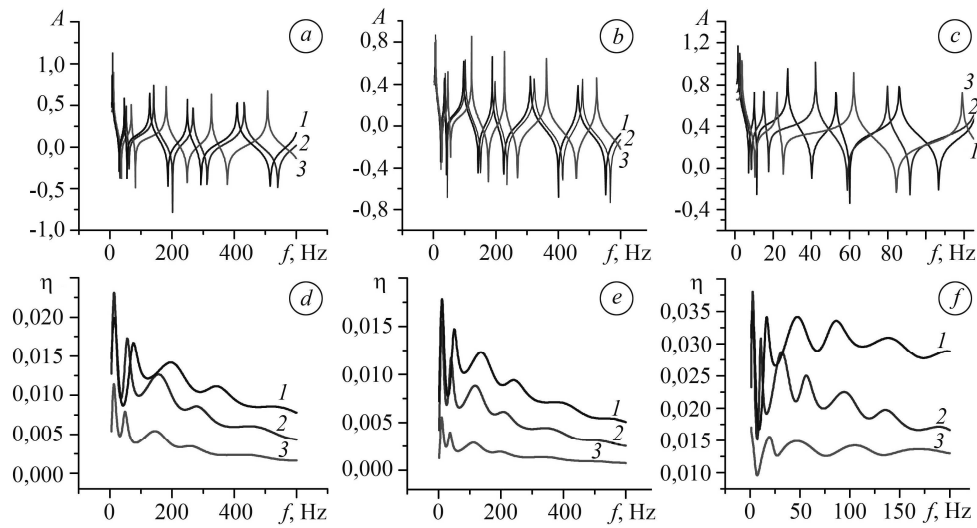 A
a
1,0
0,5
0,0
-0,5
-1,0
1
2
3
0 200 400 f, Hz
A
b
0,8
0,4
0,0
-0,4
-0,8
1
2
3
0 200 400 f, Hz
A
c
1,2
0,8
0,4
0,0
-0,4
3
2
1
0 20 40 60 80 f, Hz
η
d
0,020
0,015
0,010
0,005
0,000
1
2
3
0 200 400 f, Hz
η
e
0,020
0,015
0,010
0,005
0,000
1
2
3
0 200 400 f, Hz
η
f
0,035
0,030
0,025
0,020
0,015
0,010
1
2
3
0 50 100 150 f, Hz